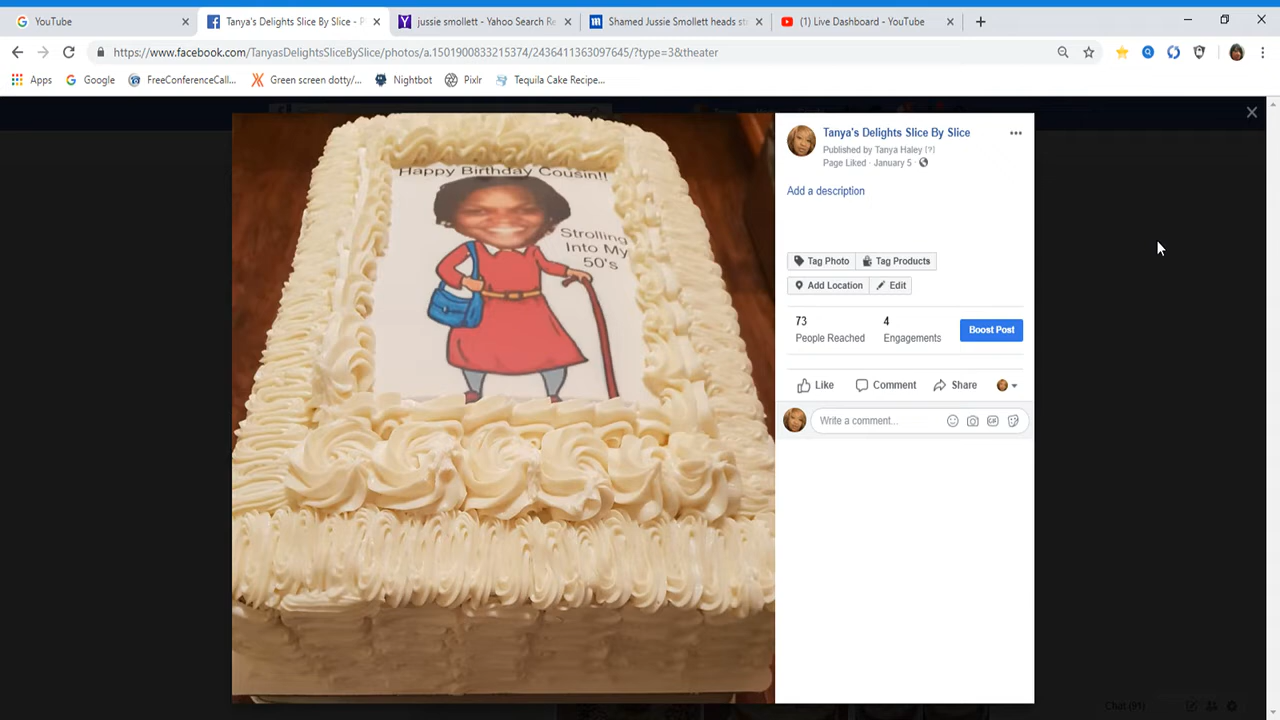 YouTube
Tanya's Delights Slice By Slice - P
jussie smollett - Yahoo Search Re
Shamed Jussie Smollett heads st
(1) Live Dashboard - YouTube
https://www.facebook.com/TanyasDelightsSliceBySlice/photos/a.1501900833215374/2436411363097645/?type=3&theater
Apps
Google
FreeConferenceCall...
Green screen dotty/...
Nightbot
Pixlr
Tequila Cake Recipe...
Happy Birthday Cousin!!
Strolling
Into My
50's
Tanya's Delights Slice By Slice
Published by Tanya Haley [?]
Page Liked · January 5 ·
Add a description
Tag Photo
Tag Products
Add Location
Edit
73
People Reached
4
Engagements
Boost Post
Like
Comment
Share
Write a comment...
GIF
Chat (91)